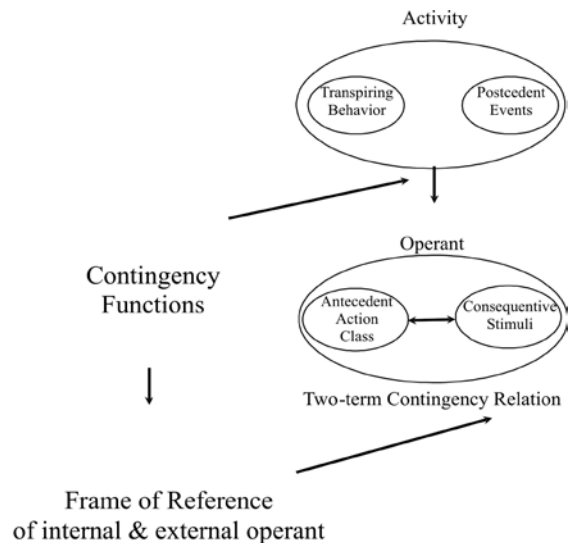 Activity
Transpiring
Behavior
Postcedent
Events
Operant
Contingency
Functions
Antecedent
Action
Class
Consequentive
Stimuli
Two-term Contingency Relation
Frame of Reference
of internal & external operant